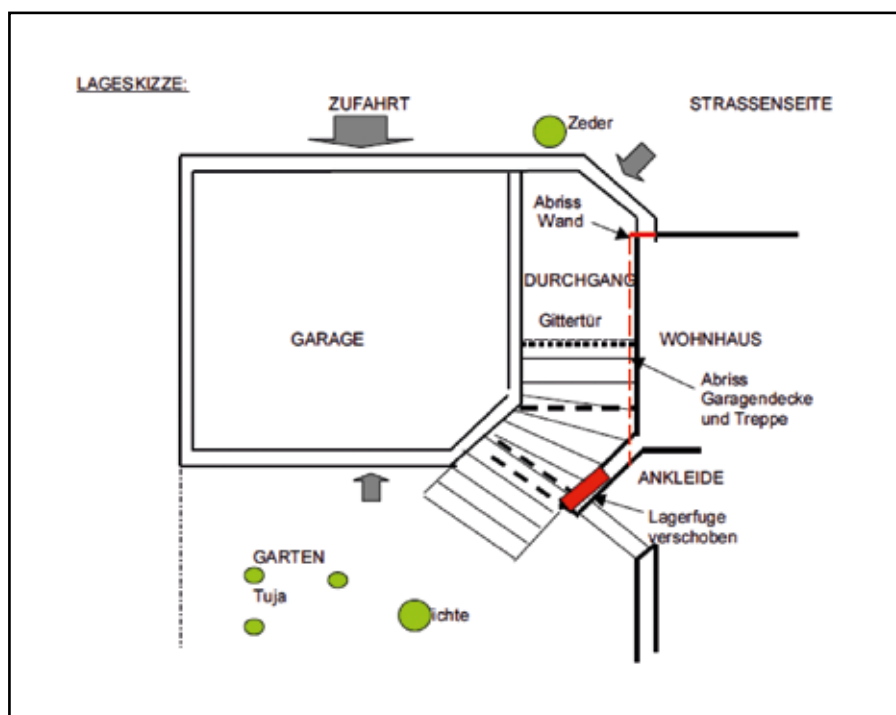 LAGESKIZZE:
ZUFAHRT
STRASSENSEITE
Zeder
Abriss
Wand
DURCHGANG
Gittertür
GARAGE
WOHNHAUS
Abriss
Garagendecke
und Treppe
ANKLEIDE
Lagerfuge
verschoben
GARTEN
Tuja
ichte